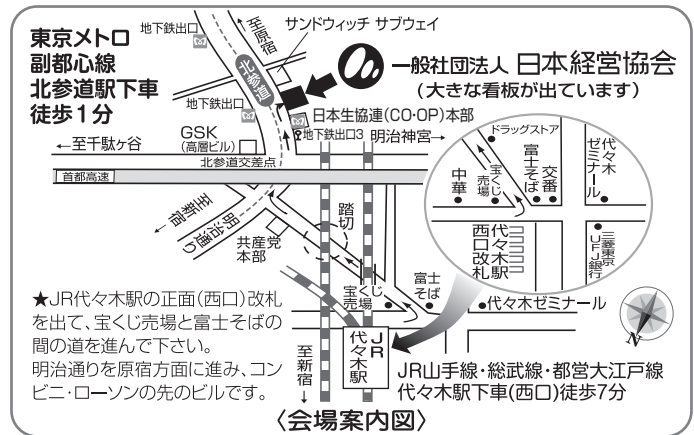 東京メトロ
副都心線
北参道駅下車
徒歩1分
地下鉄出口
至原宿
サンドウィッチ サブウェイ
北参道
一般社団法人 日本経営協会
(大きな看板が出ています)
地下鉄出口
日本生協連(CO・OP)本部
地下鉄出口3
明治神宮→
←至千駄ヶ谷
GSK
(高層ビル)
北参道交差点
首都高速
←至新宿
明治通り
共産党
本部
踏切
宝くじ
売場
富士
そば
代々木ゼミナール
ドラッグストア
中華
宝くじ
売場
富士そば
交番
代々木
ゼミナール
代々木駅
西口改札
三菱東京
UFJ銀行
★JR代々木駅の正面(西口)改札
を出て、宝くじ売場と富士そばの
間の道を進んで下さい。
明治通りを原宿方面に進み、コン
ビニ・ローソンの先のビルです。
至新宿→
JR
代々木駅
N
JR山手線・総武線・都営大江戸線
代々木駅下車(西口)徒歩7分
〈会場案内図〉